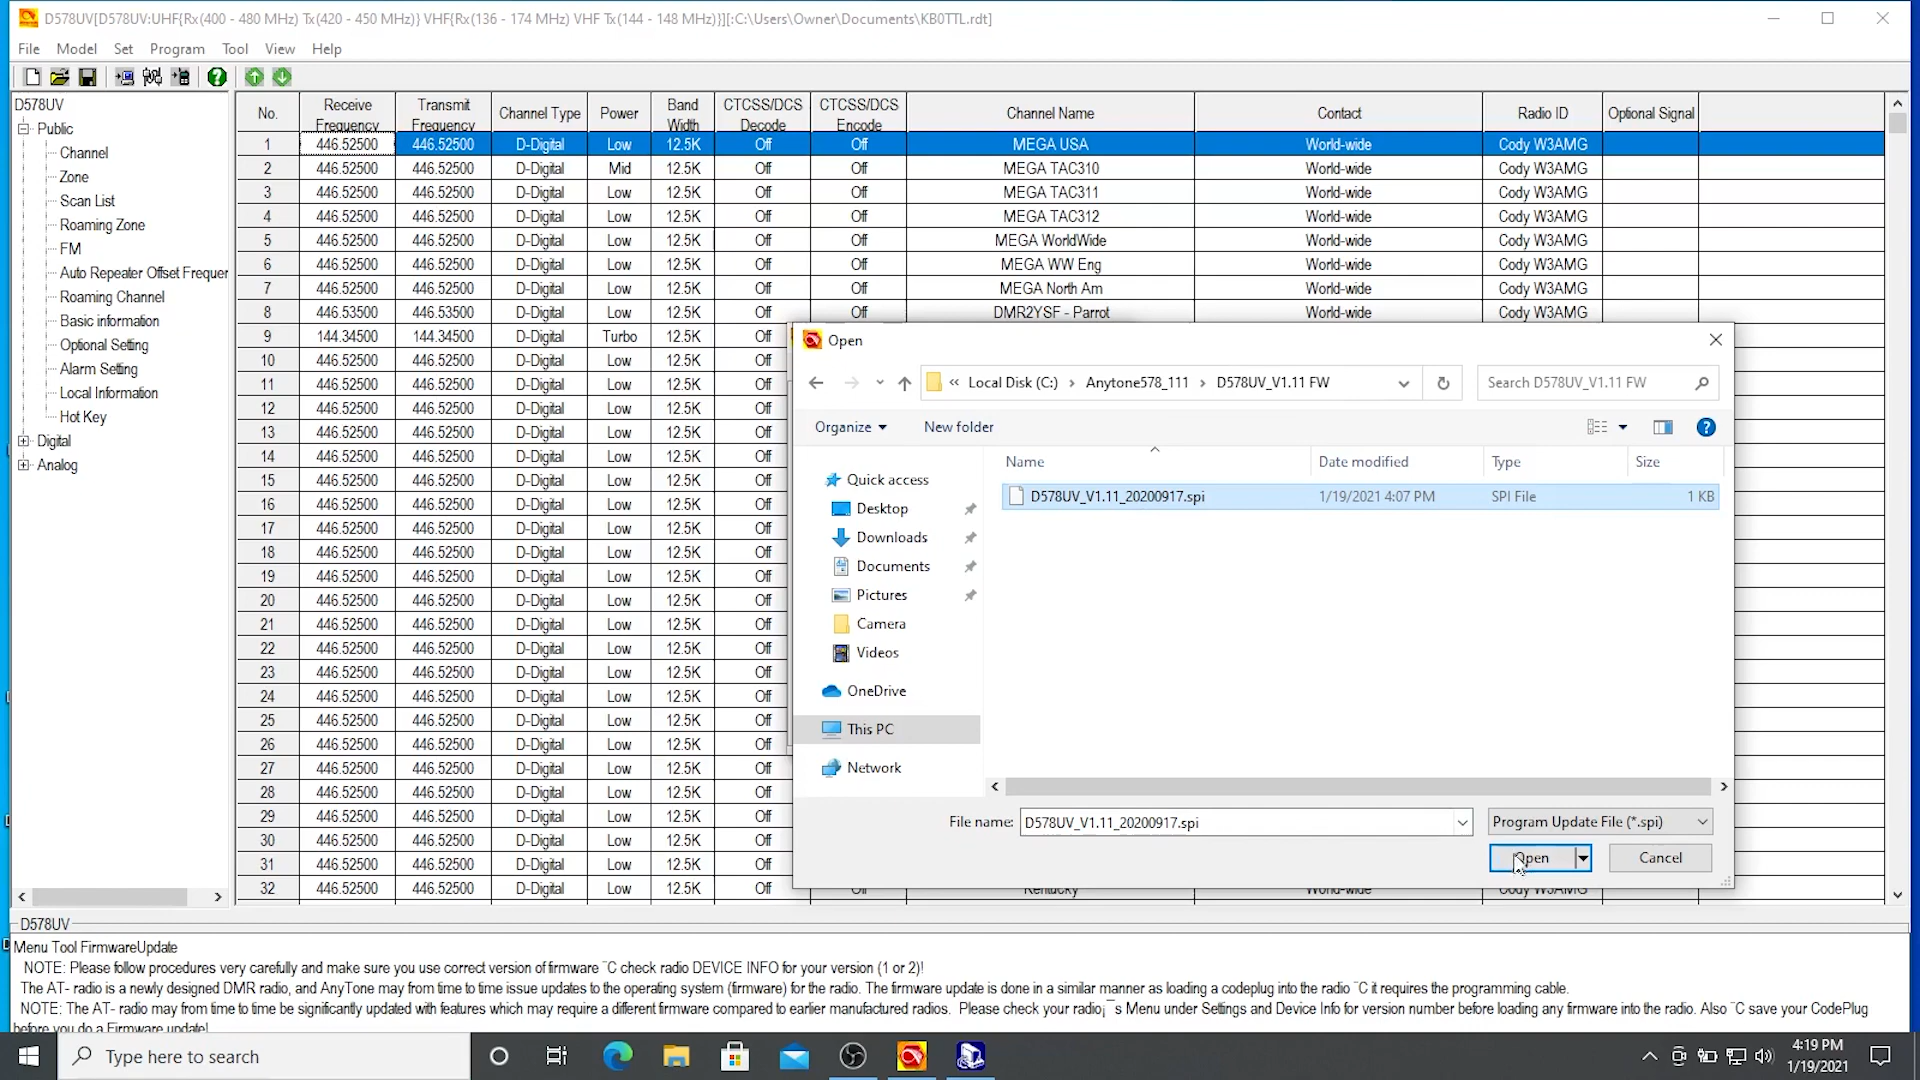 D578UV[D578UV:UHF{Rx(400 - 480 MHz) Tx(420 - 450 MHz)} VHF{Rx(136 - 174 MHz) VHF Tx(144 - 148 MHz)}][:C:\Users\Owner\Documents\KB0TTL.rdt]
File Model Set Program Tool View Help
D578UV
Public
Channel
Zone
Scan List
Roaming Zone
FM
Auto Repeater Offset Frequer
Roaming Channel
Basic information
Optional Setting
Alarm Setting
Local Information
Hot Key
Digital
Analog
No. Receive Frequency Transmit Frequency Channel Type Power Band Width CTCSS/DCS Decode CTCSS/DCS Encode Channel Name Contact Radio ID Optional Signal
1 446.52500 446.52500 D-Digital Low 12.5K Off Off MEGA USA World-wide Cody W3AMG
2 446.52500 446.52500 D-Digital Mid 12.5K Off Off MEGA TAC310 World-wide Cody W3AMG
3 446.52500 446.52500 D-Digital Low 12.5K Off Off MEGA TAC311 World-wide Cody W3AMG
4 446.52500 446.52500 D-Digital Low 12.5K Off Off MEGA TAC312 World-wide Cody W3AMG
5 446.52500 446.52500 D-Digital Low 12.5K Off Off MEGA WorldWide World-wide Cody W3AMG
6 446.52500 446.52500 D-Digital Low 12.5K Off Off MEGA WW Eng World-wide Cody W3AMG
7 446.52500 446.52500 D-Digital Low 12.5K Off Off MEGA North Am World-wide Cody W3AMG
8 446.53500 446.53500 D-Digital Low 12.5K Off Off DMR2YSF - Parrot World-wide Cody W3AMG
9 144.34500 144.34500 D-Digital Turbo 12.5K Off
10 446.52500 446.52500 D-Digital Low 12.5K Off
11 446.52500 446.52500 D-Digital Low 12.5K Off
12 446.52500 446.52500 D-Digital Low 12.5K Off
13 446.52500 446.52500 D-Digital Low 12.5K Off
14 446.52500 446.52500 D-Digital Low 12.5K Off
15 446.52500 446.52500 D-Digital Low 12.5K Off
16 446.52500 446.52500 D-Digital Low 12.5K Off
17 446.52500 446.52500 D-Digital Low 12.5K Off
18 446.52500 446.52500 D-Digital Low 12.5K Off
19 446.52500 446.52500 D-Digital Low 12.5K Off
20 446.52500 446.52500 D-Digital Low 12.5K Off
21 446.52500 446.52500 D-Digital Low 12.5K Off
22 446.52500 446.52500 D-Digital Low 12.5K Off
23 446.52500 446.52500 D-Digital Low 12.5K Off
24 446.52500 446.52500 D-Digital Low 12.5K Off
25 446.52500 446.52500 D-Digital Low 12.5K Off
26 446.52500 446.52500 D-Digital Low 12.5K Off
27 446.52500 446.52500 D-Digital Low 12.5K Off
28 446.52500 446.52500 D-Digital Low 12.5K Off
29 446.52500 446.52500 D-Digital Low 12.5K Off
30 446.52500 446.52500 D-Digital Low 12.5K Off
31 446.52500 446.52500 D-Digital Low 12.5K Off
32 446.52500 446.52500 D-Digital Low 12.5K Off Off Kentucky World-wide Cody W3AMG
Open
« Local Disk (C:) › Anytone578_111 › D578UV_V1.11 FW
Search D578UV_V1.11 FW
Organize New folder
Quick access
Desktop
Downloads
Documents
Pictures
Camera
Videos
OneDrive
This PC
Network
Name Date modified Type Size
D578UV_V1.11_20200917.spi 1/19/2021 4:07 PM SPI File 1 KB
File name: D578UV_V1.11_20200917.spi Program Update File (*.spi)
Open Cancel
D578UV
Menu Tool FirmwareUpdate
NOTE: Please follow procedures very carefully and make sure you use correct version of firmware ¨C check radio DEVICE INFO for your version (1 or 2)!
The AT- radio is a newly designed DMR radio, and AnyTone may from time to time issue updates to the operating system (firmware) for the radio. The firmware update is done in a similar manner as loading a codeplug into the radio ¨C it requires the programming cable.
NOTE: The AT- radio may from time to time be significantly updated with features which may require a different firmware compared to earlier manufactured radios. Please check your radio¡¯s Menu under Settings and Device Info for version number before loading any firmware into the radio. Also ¨C save your CodePlug
before you do a Firmware update!
Type here to search
4:19 PM
1/19/2021